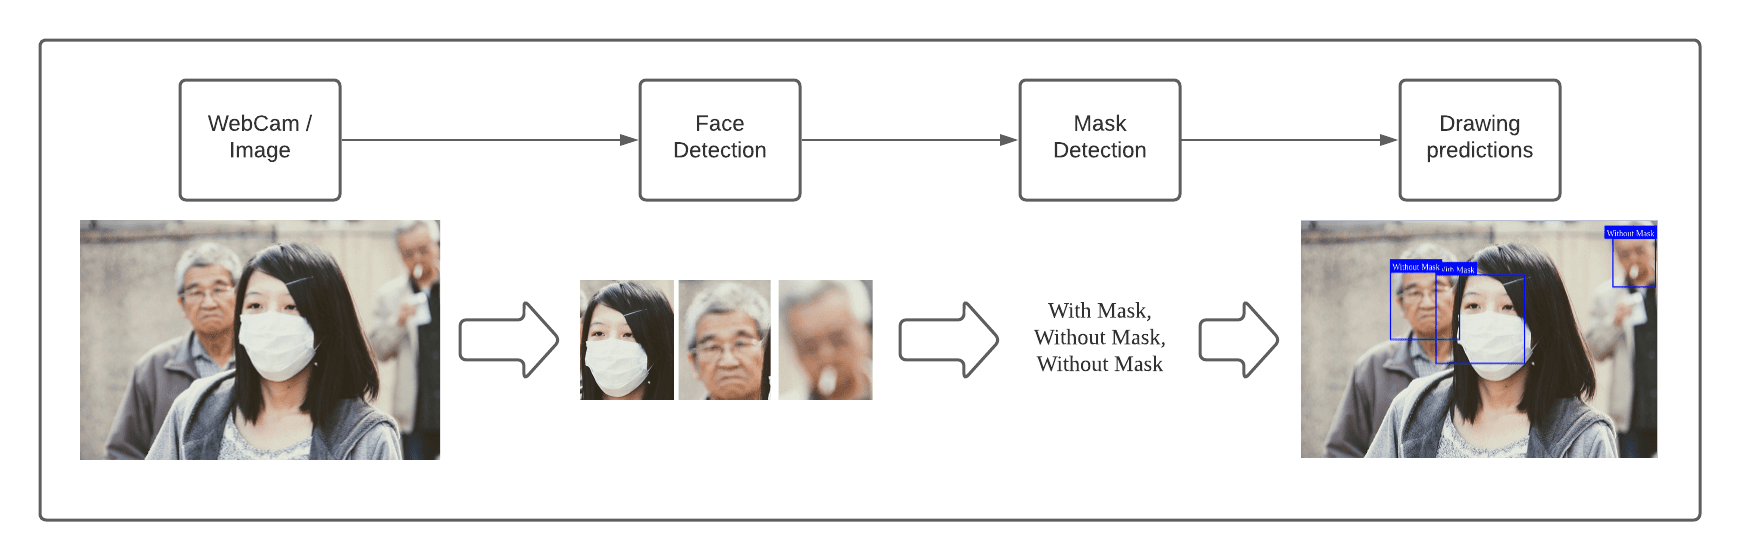 WebCam /
Image
Face
Detection
Mask
Detection
Drawing
predictions
With Mask,
Without Mask,
Without Mask
Without Mask
Without Mask
With Mask